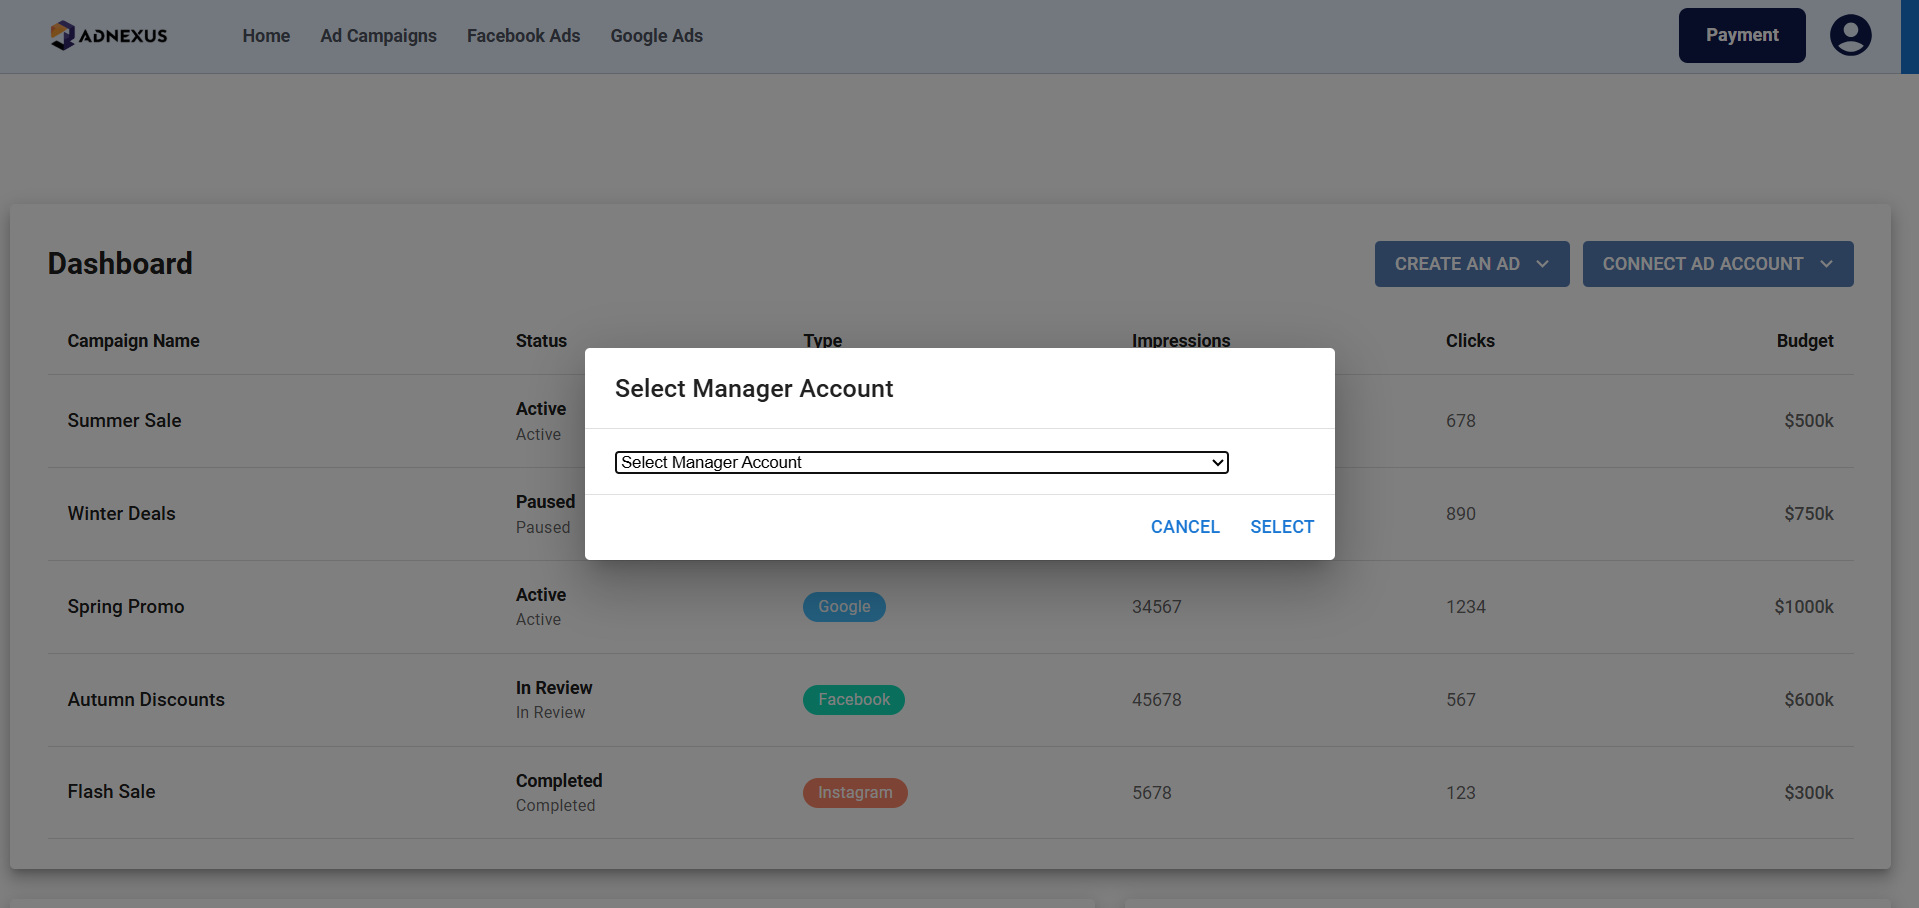 ADNEXUS
Home Ad Campaigns Facebook Ads Google Ads Payment
Dashboard CREATE AN AD CONNECT AD ACCOUNT
Campaign Name Status Type Impressions Clicks Budget
Select Manager Account
Summer Sale Active 678 $500k
Active
Select Manager Account
Winter Deals Paused 890 $750k
Paused
CANCEL SELECT
Spring Promo Active Google 34567 1234 $1000k
Active
Autumn Discounts In Review Facebook 45678 567 $600k
In Review
Flash Sale Completed Instagram 5678 123 $300k
Completed